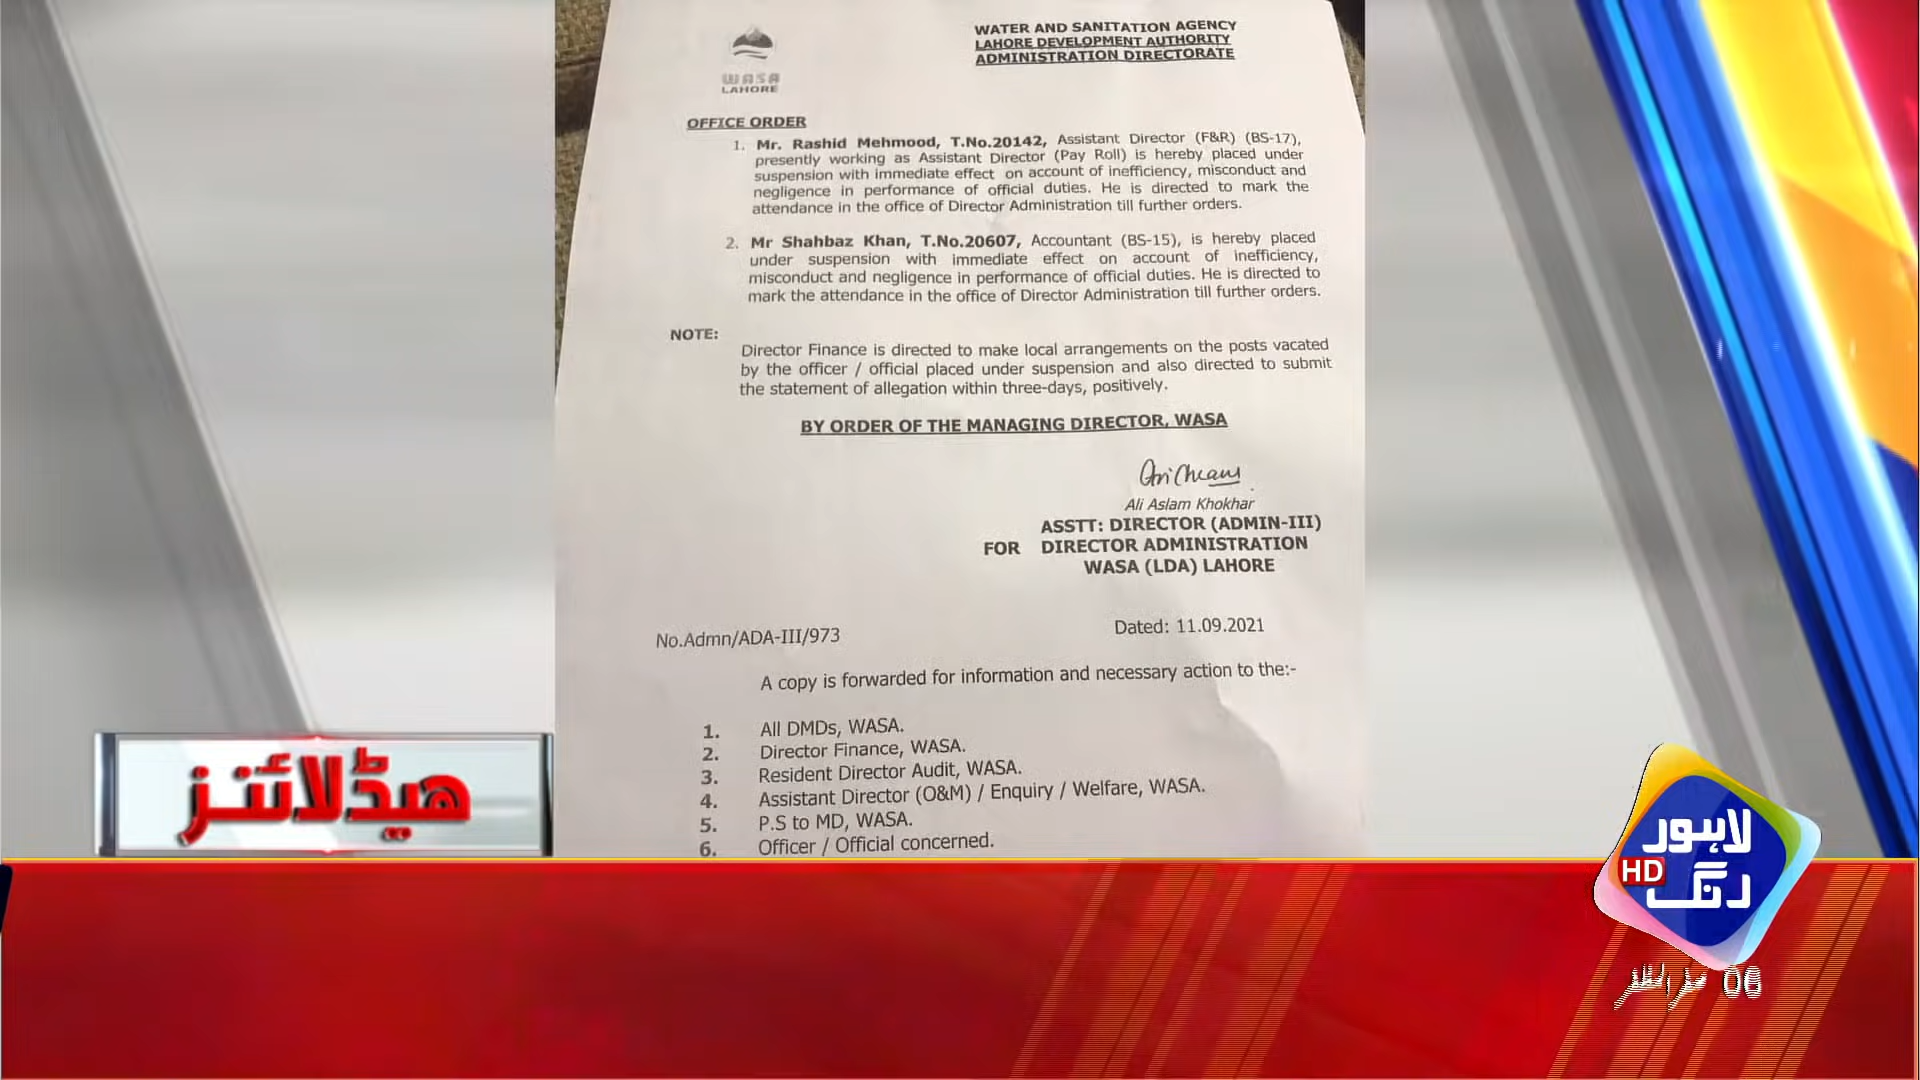 WASA
LAHORE
WATER AND SANITATION AGENCY
LAHORE DEVELOPMENT AUTHORITY
ADMINISTRATION DIRECTORATE
OFFICE ORDER
1. Mr. Rashid Mehmood, T.No.20142, Assistant Director (F&R) (BS-17),
presently working as Assistant Director (Pay Roll) is hereby placed under
suspension with immediate effect on account of inefficiency, misconduct and
negligence in performance of official duties. He is directed to mark the
attendance in the office of Director Administration till further orders.
2. Mr Shahbaz Khan, T.No.20607, Accountant (BS-15), is hereby placed
under suspension with immediate effect on account of inefficiency,
misconduct and negligence in performance of official duties. He is directed to
mark the attendance in the office of Director Administration till further orders.
NOTE:
Director Finance is directed to make local arrangements on the posts vacated
by the officer / official placed under suspension and also directed to submit
the statement of allegation within three-days, positively.
BY ORDER OF THE MANAGING DIRECTOR, WASA
Ali Aslam Khokhar
ASSTT: DIRECTOR (ADMIN-III)
FOR DIRECTOR ADMINISTRATION
WASA (LDA) LAHORE
No.Admn/ADA-III/973
Dated: 11.09.2021
A copy is forwarded for information and necessary action to the:-
1. All DMDs, WASA.
2. Director Finance, WASA.
3. Resident Director Audit, WASA.
4. Assistant Director (O&M) / Enquiry / Welfare, WASA.
5. P.S to MD, WASA.
6. Officer / Official concerned.
ہیڈلائنز
لاہور
HD رنگ
08